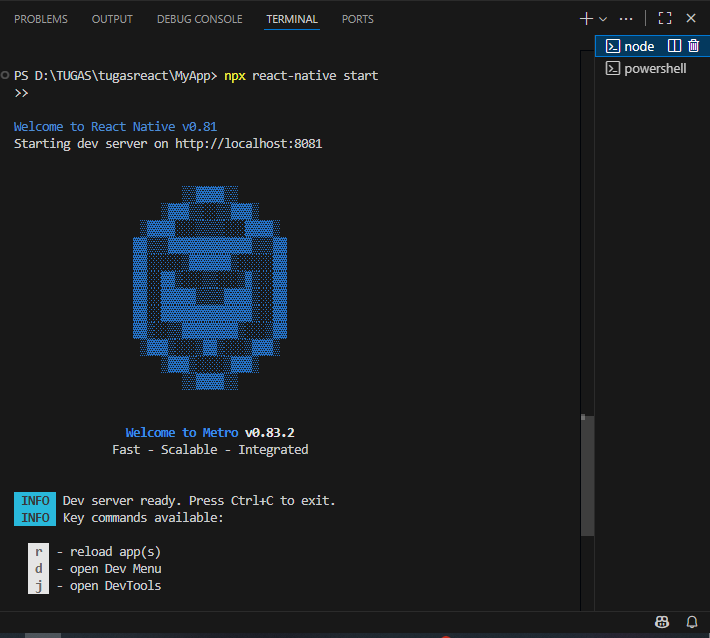 PROBLEMS OUTPUT DEBUG CONSOLE TERMINAL PORTS
node
powershell
PS D:\TUGAS\tugasreact\MyApp> npx react-native start
>>
Welcome to React Native v0.81
Starting dev server on http://localhost:8081
Welcome to Metro v0.83.2
Fast - Scalable - Integrated
INFO Dev server ready. Press Ctrl+C to exit.
INFO Key commands available:
r - reload app(s)
d - open Dev Menu
j - open DevTools